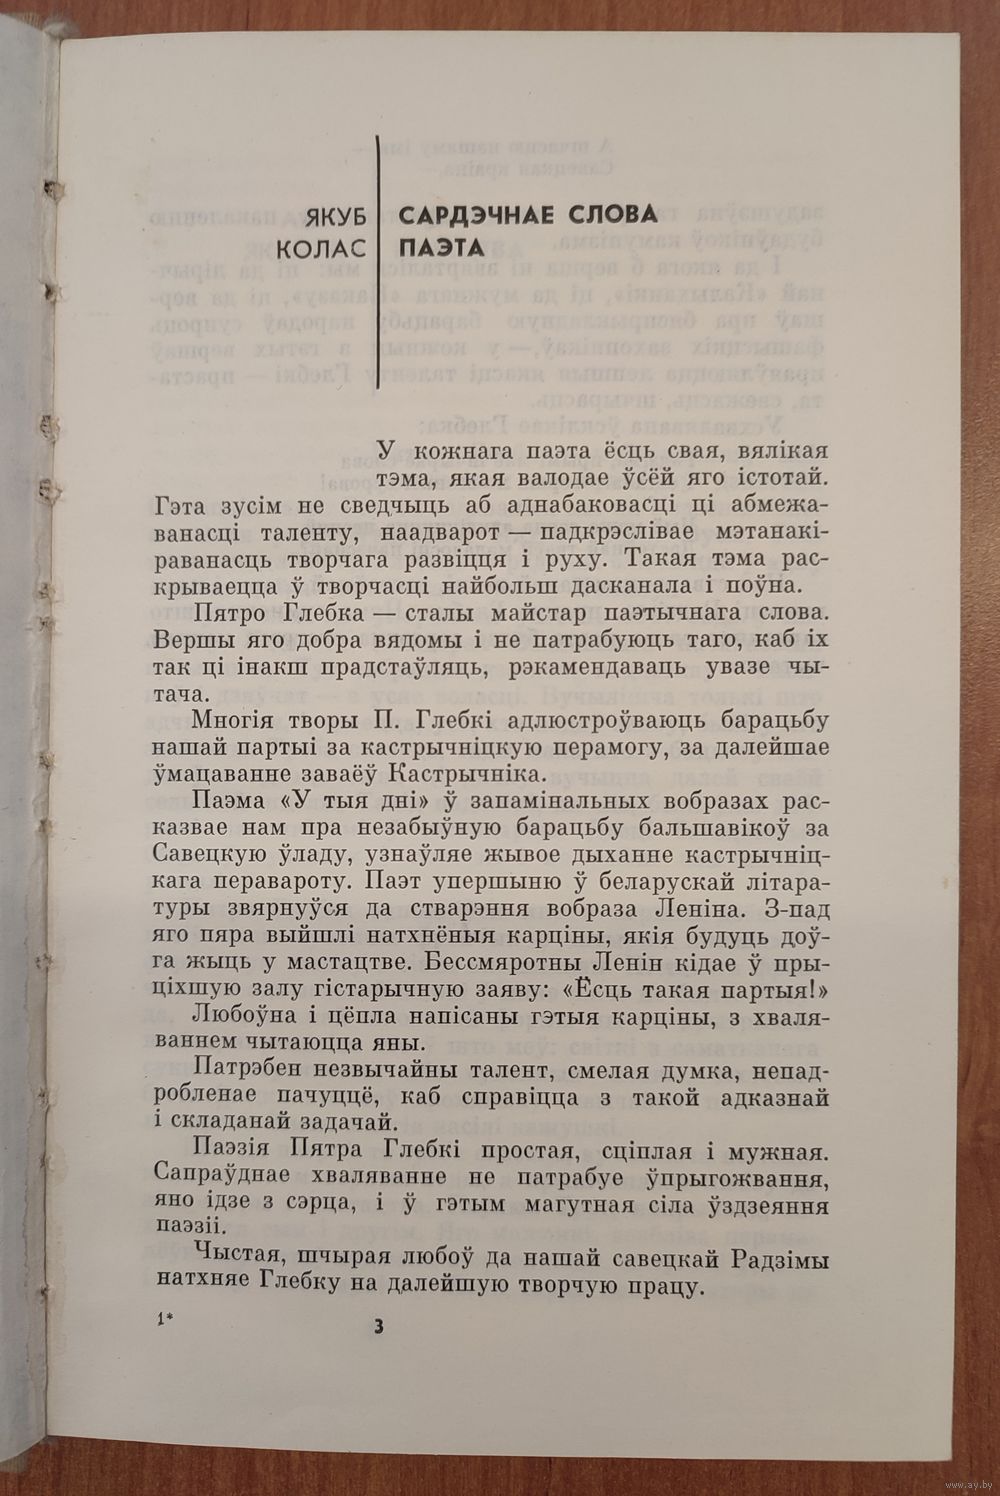 ЯКУБ
КОЛАС
САРДЭЧНАЕ СЛОВА
ПАЭТА
У кожнага паэта ёсць свая, вялікая
тэма, якая валодае ўсёй яго істотай.
Гэта зусім не сведчыць аб аднабаковасці ці абмежа-
ванасці таленту, наадварот — падкрэслівае мэтанакі-
раванасць творчага развіцця і руху. Такая тэма рас-
крываецца ў творчасці найбольш дасканала і поўна.
Пятро Глебка — сталы майстар паэтычнага слова.
Вершы яго добра вядомы і не патрабуюць таго, каб іх
так ці інакш прадстаўляць, рэкамендаваць увазе чы-
тача.
Многія творы П. Глебкі адлюстроўваюць барацьбу
нашай партыі за кастрычніцкую перамогу, за далейшае
ўмацаванне заваёў Кастрычніка.
Паэма «У тыя дні» ў запамінальных вобразах рас-
казвае нам пра незабыўную барацьбу бальшавікоў за
Савецкую ўладу, узнаўляе жывое дыханне кастрычніц-
кага перавароту. Паэт упершыню ў беларускай літара-
туры звярнуўся да стварэння вобраза Леніна. З-пад
яго пяра выйшлі натхнёныя карціны, якія будуць доў-
га жыць у мастацтве. Бессмяротны Ленін кідае ў пры-
ціхшую залу гістарычную заяву: «Ёсць такая партыя!»
Любоўна і цёпла напісаны гэтыя карціны, з хваля-
ваннем чытаюцца яны.
Патрэбен незвычайны талент, смелая думка, непад-
робленае пачуццё, каб справіцца з такой адказнай
і складанай задачай.
Паэзія Пятра Глебкі простая, сціплая і мужная.
Сапраўднае хваляванне не патрабуе ўпрыгожвання,
яно ідзе з сэрца, і ў гэтым магутная сіла ўздзеяння
паэзіі.
Чыстая, шчырая любоў да нашай савецкай Радзімы
натхняе Глебку на далейшую творчую працу.
1*
3
www.ay.by